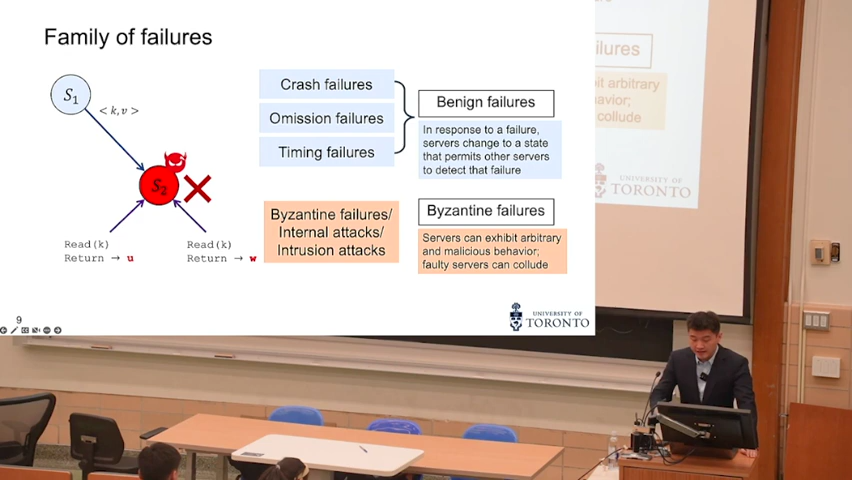 Family of failures
S₁
< k, v >
S₂
Read(k)
Return → u
Read(k)
Return → w
Crash failures
Omission failures
Timing failures
Benign failures
In response to a failure,
servers change to a state
that permits other servers
to detect that failure
Byzantine failures/
Internal attacks/
Intrusion attacks
Byzantine failures
Servers can exhibit arbitrary
and malicious behavior;
faulty servers can collude
9
UNIVERSITY OF
TORONTO
ilures
bit arbitrary
avior;
collude
UNIVERSITY OF
TORONTO